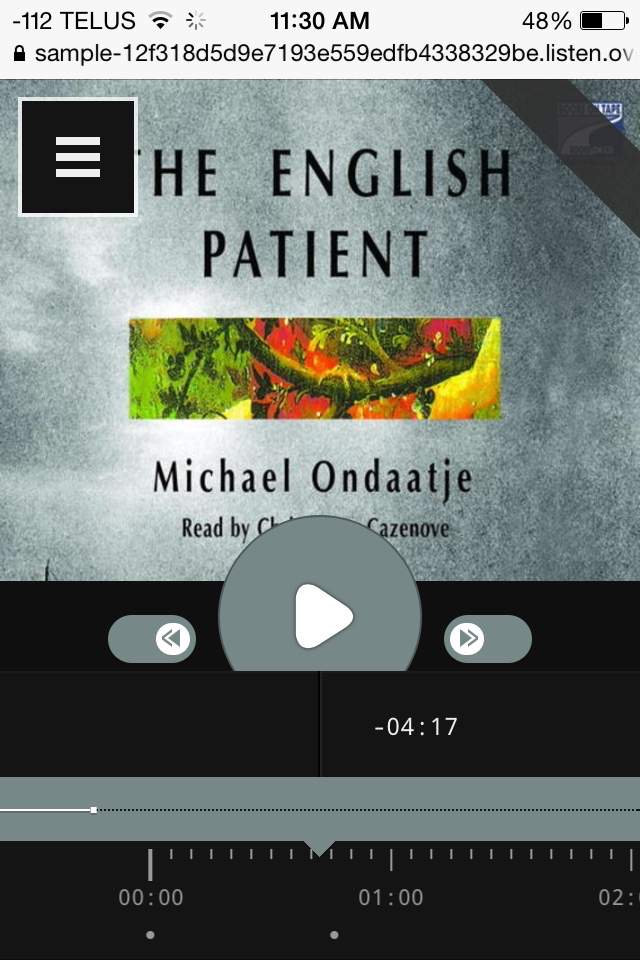 -112 TELUS 11:30 AM 48%
sample-12f318d5d9e7193e559edfb4338329be.listen.ov
THE ENGLISH
PATIENT
Michael Ondaatje
Read by Cazenove
-04:17
00:00 01:00 02: